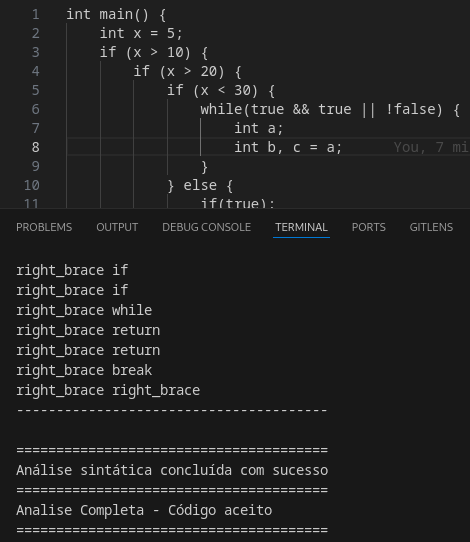 1 int main() {
2 int x = 5;
3 if (x > 10) {
4 if (x > 20) {
5 if (x < 30) {
6 while(true && true || !false) {
7 int a;
8 int b, c = a; You, 7 mi
9 }
10 } else {
11 if(true);
PROBLEMS OUTPUT DEBUG CONSOLE TERMINAL PORTS GITLENS
right_brace if
right_brace if
right_brace while
right_brace return
right_brace return
right_brace break
right_brace right_brace
---------------------------------------
=======================================
Análise sintática concluída com sucesso
=======================================
Analise Completa - Código aceito
=======================================